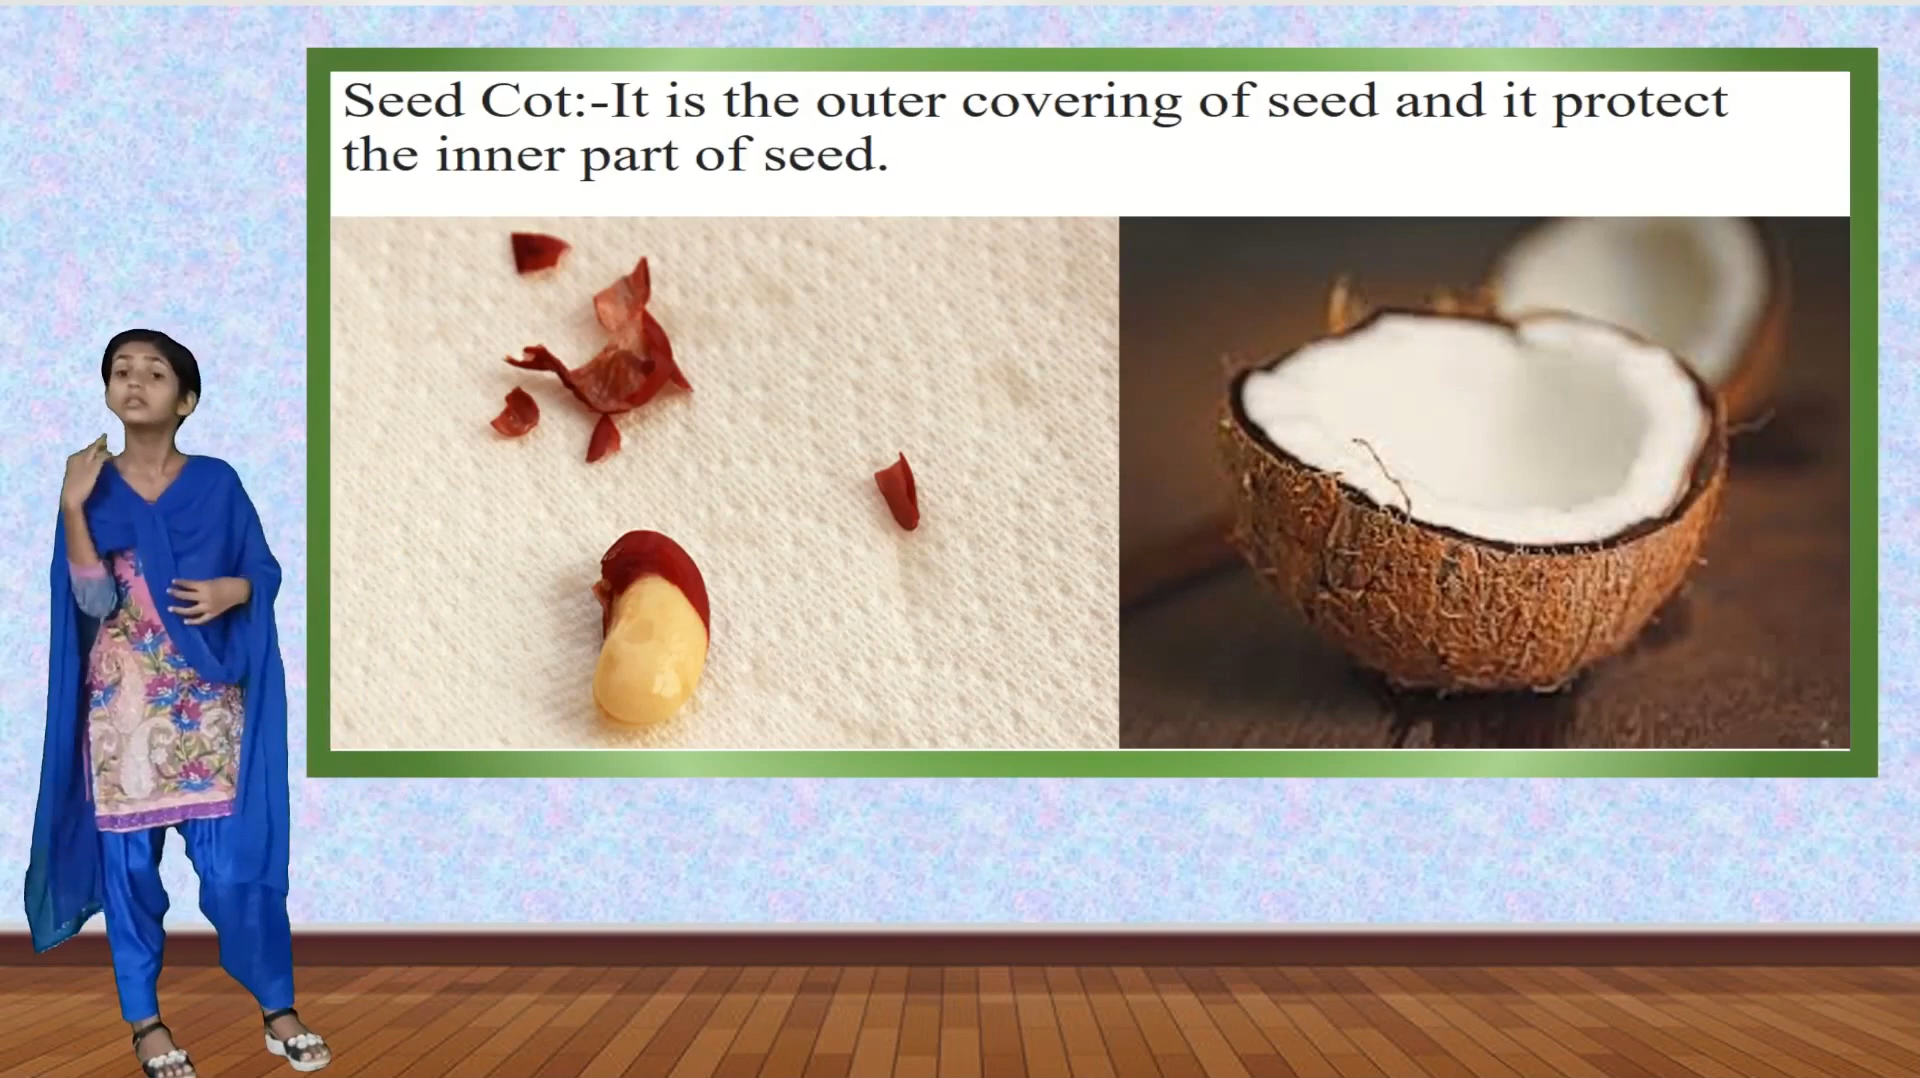 Seed Cot:-It is the outer covering of seed and it protect
the inner part of seed.